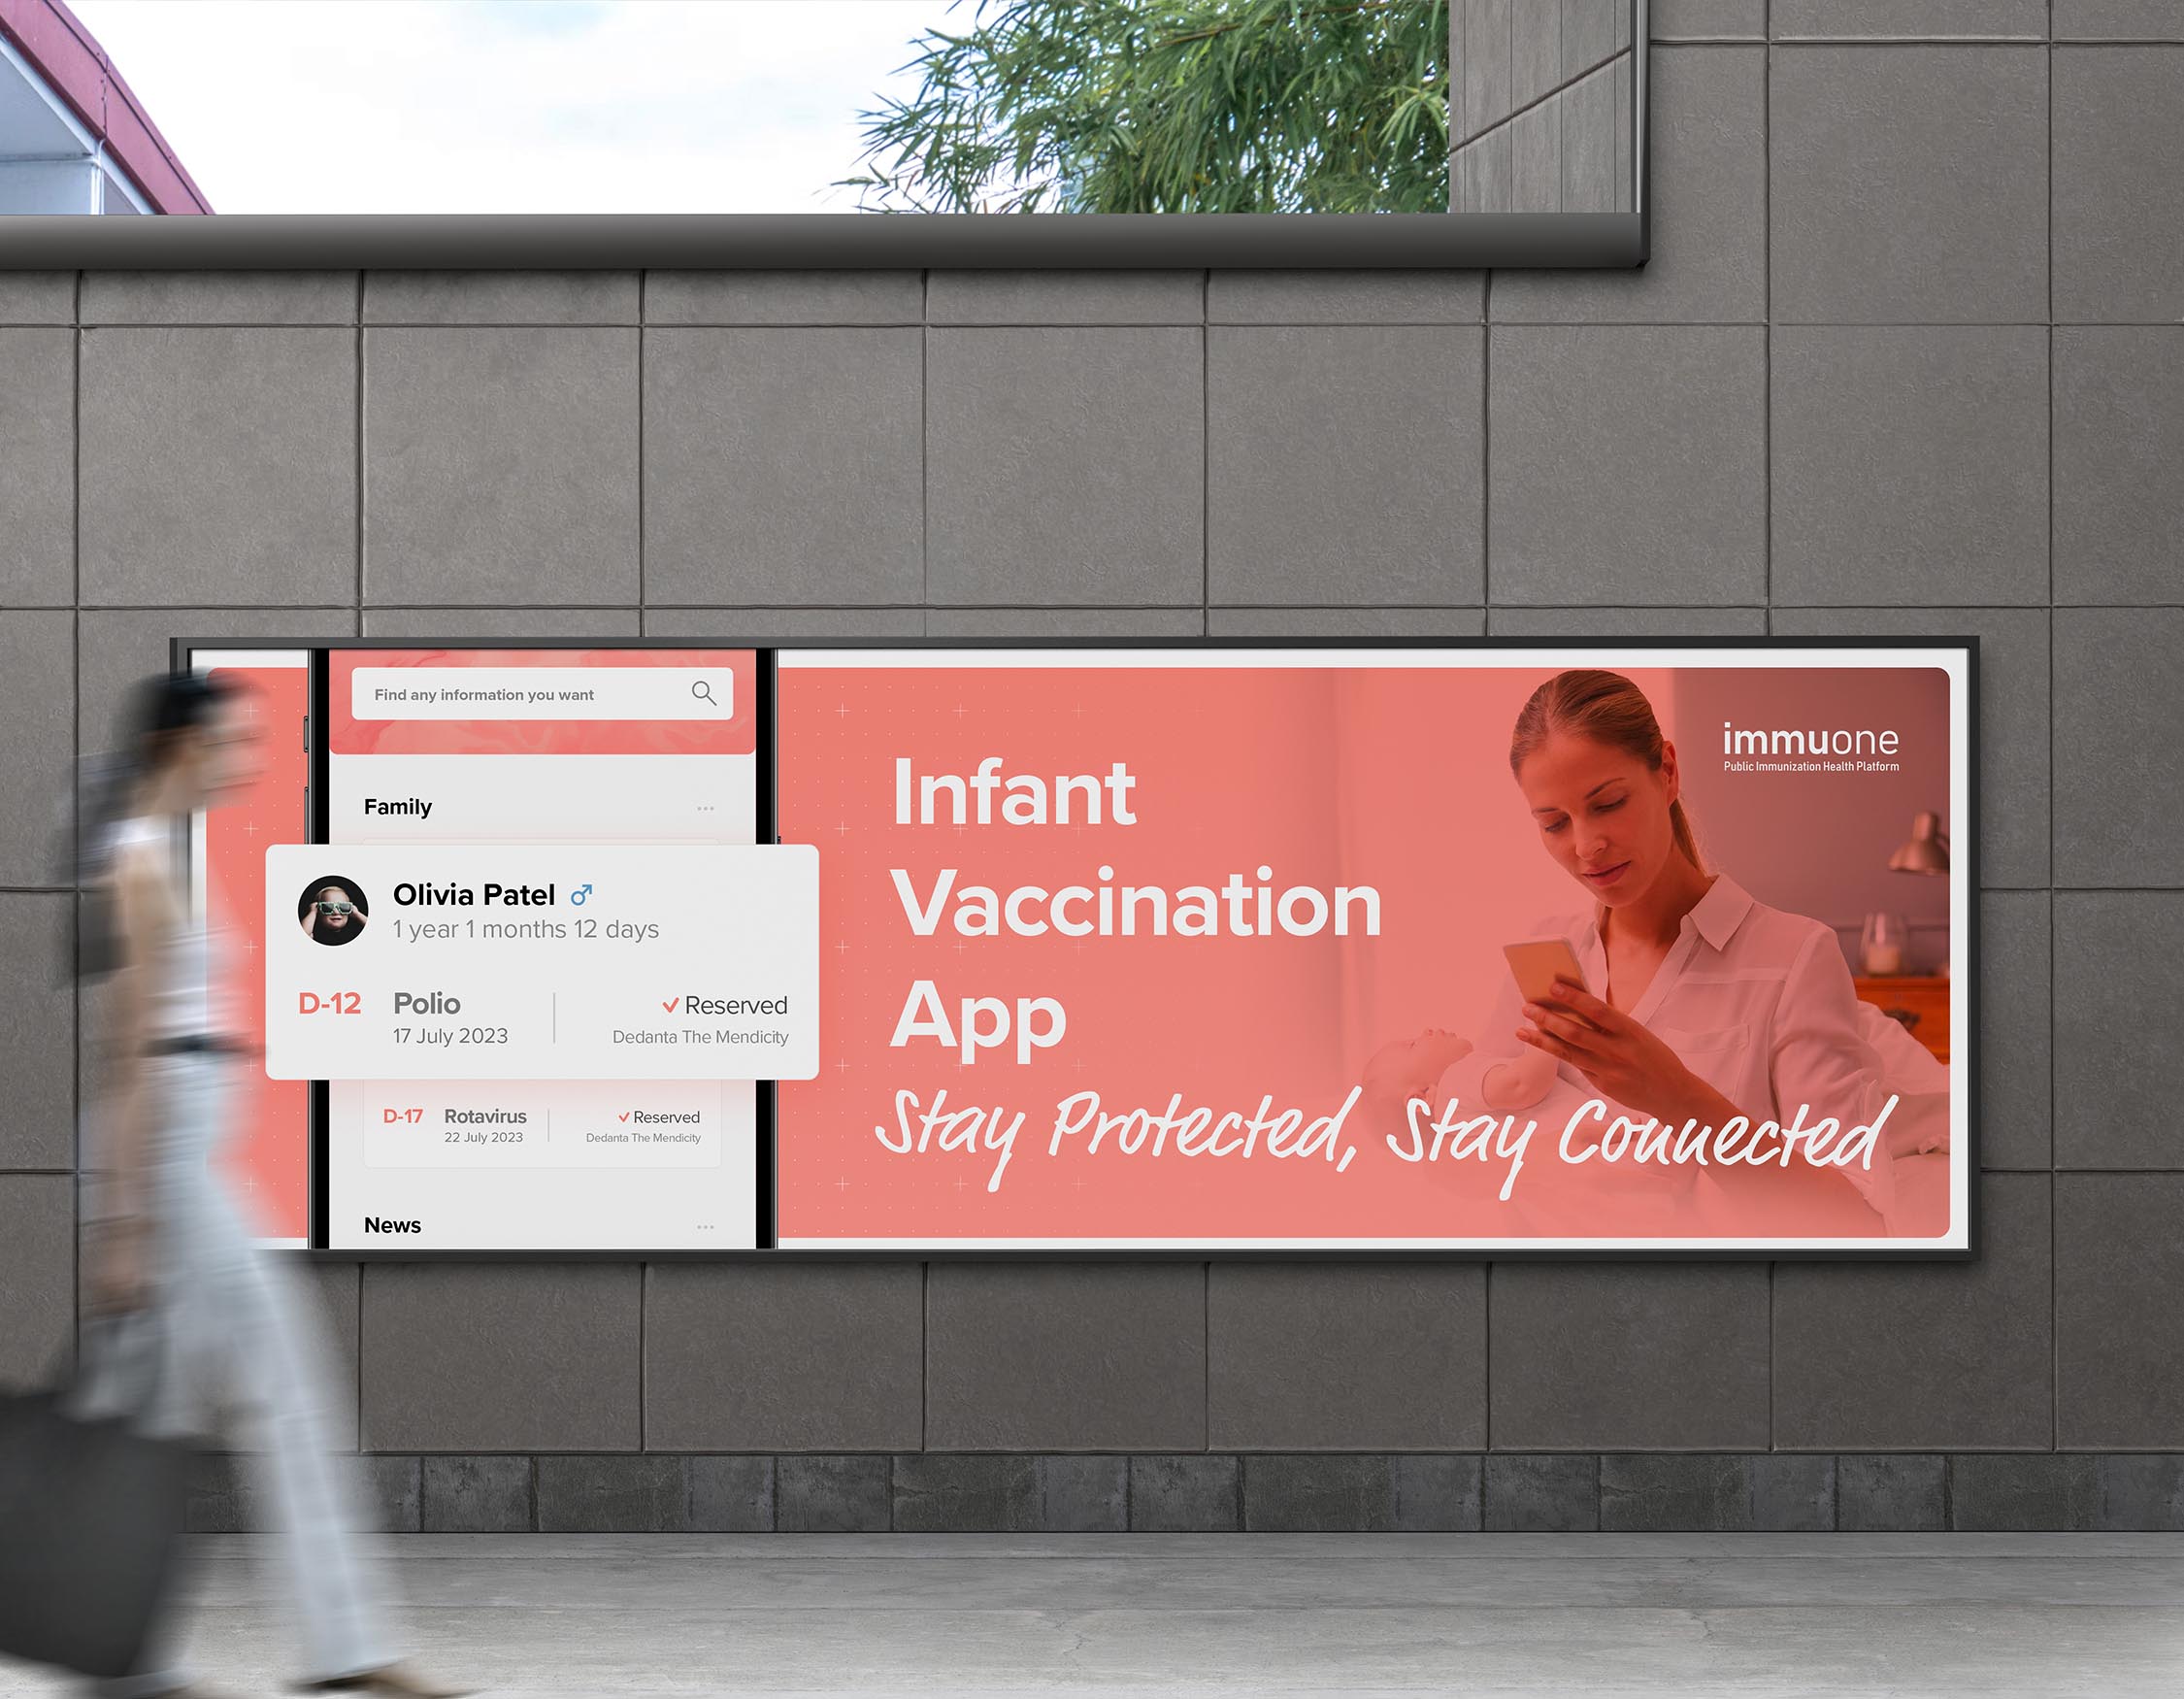 Find any information you want
Family
Olivia Patel ♂
1 year 1 months 12 days
D-12 Polio
17 July 2023
✓ Reserved
Dedanta The Mendicity
D-17 Rotavirus
22 July 2023
✓ Reserved
Dedanta The Mendicity
News
Infant
Vaccination
App
Stay Protected, Stay Connected
immuone
Public Immunization Health Platform